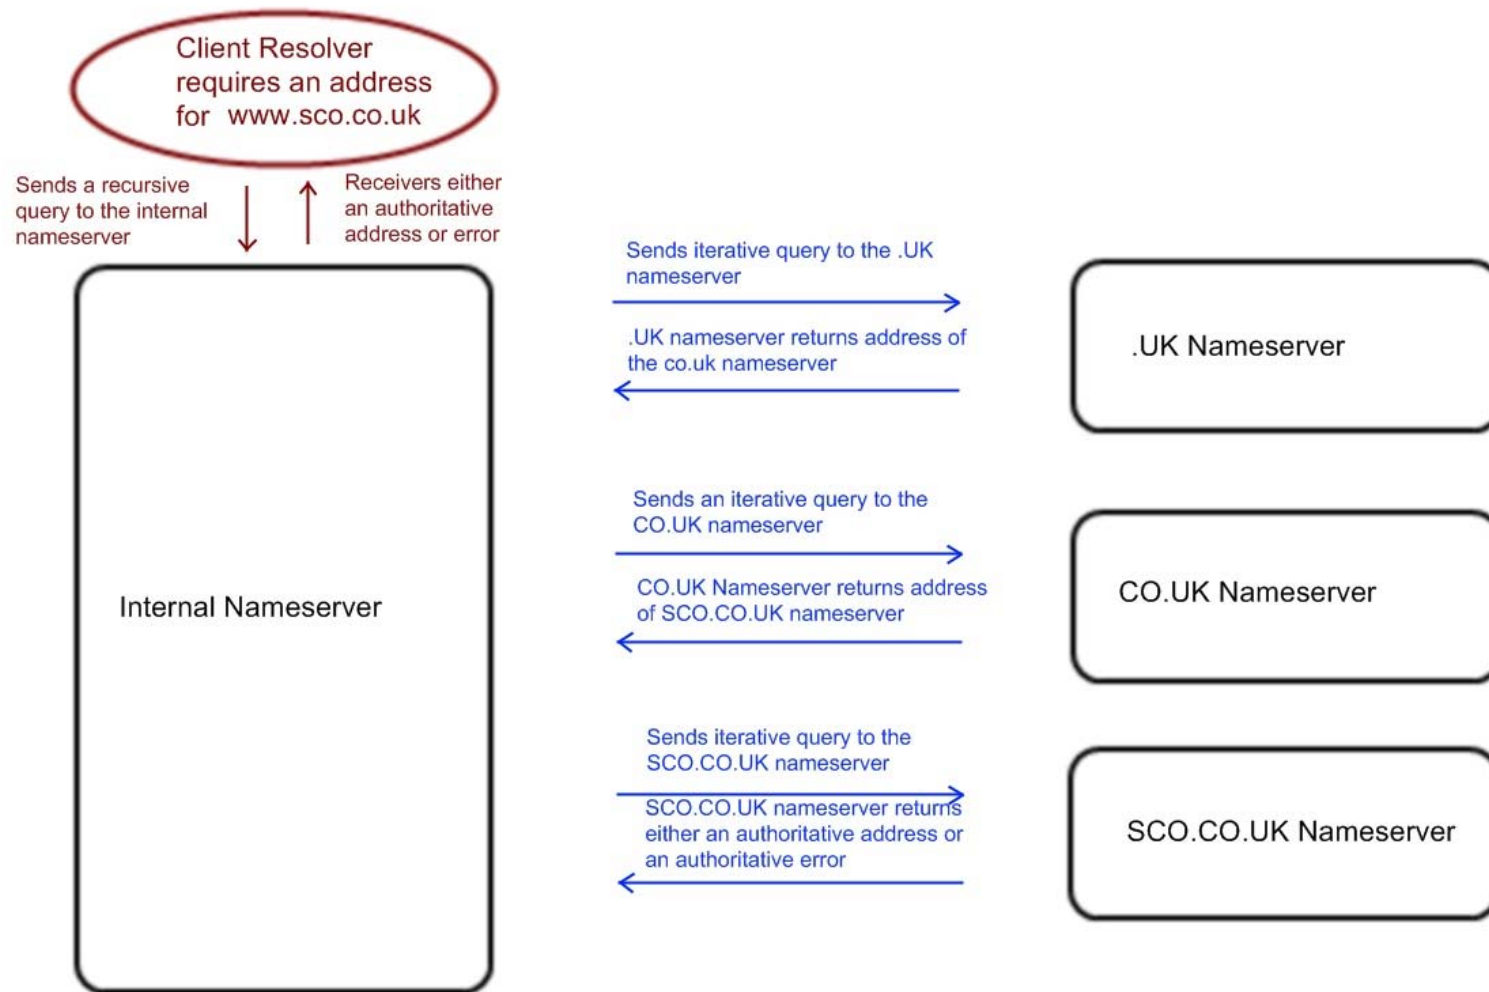 Client Resolver
requires an address
for www.sco.co.uk
Sends a recursive
query to the internal
nameserver
Receivers either
an authoritative
address or error
Sends iterative query to the .UK
nameserver
.UK nameserver returns address of
the co.uk nameserver
.UK Nameserver
Sends an iterative query to the
CO.UK nameserver
CO.UK Nameserver returns address
of SCO.CO.UK nameserver
Internal Nameserver
CO.UK Nameserver
Sends iterative query to the
SCO.CO.UK nameserver
SCO.CO.UK nameserver returns
either an authoritative address or
an authoritative error
SCO.CO.UK Nameserver